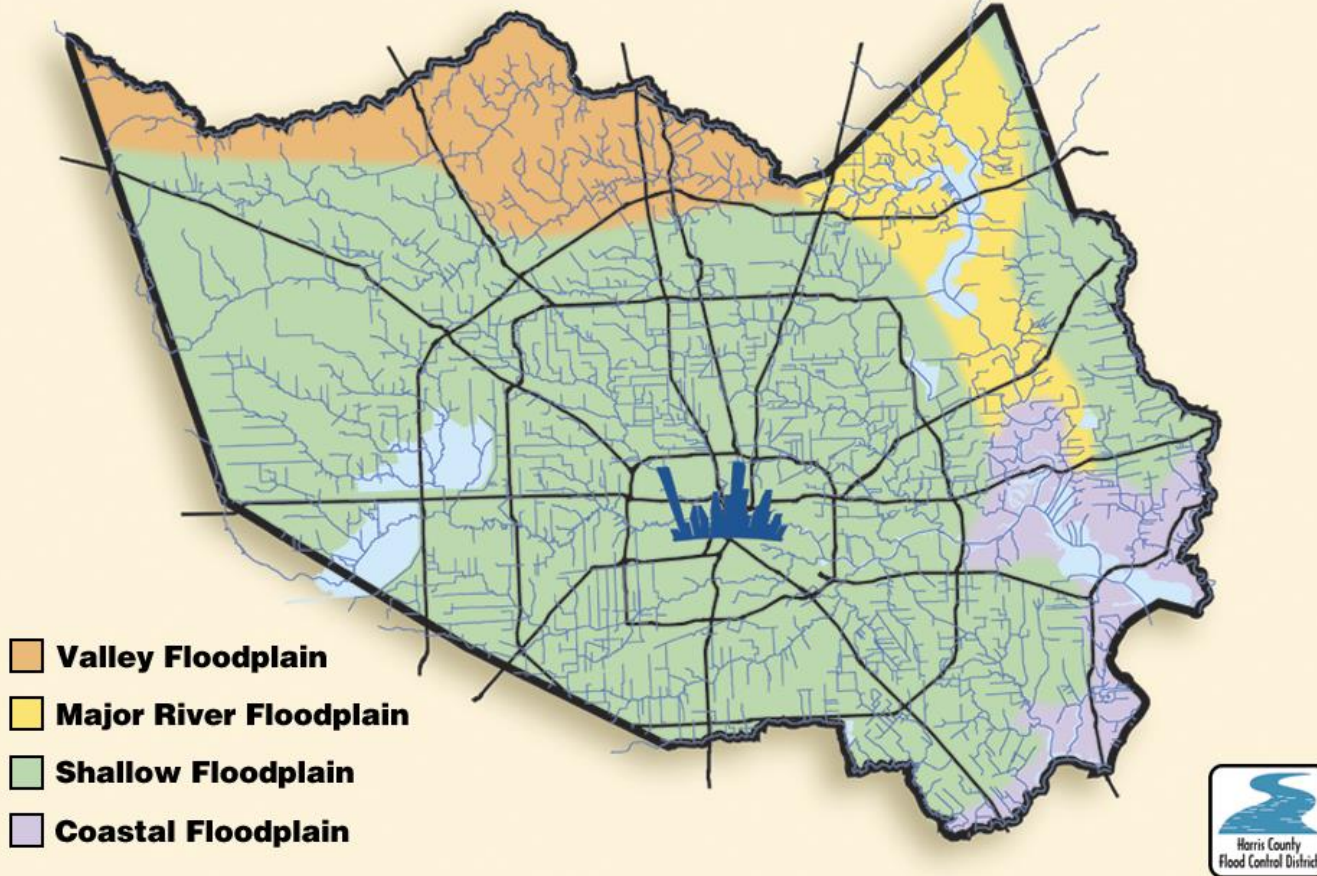 Valley Floodplain
Major River Floodplain
Shallow Floodplain
Coastal Floodplain
Harris County
Flood Control District